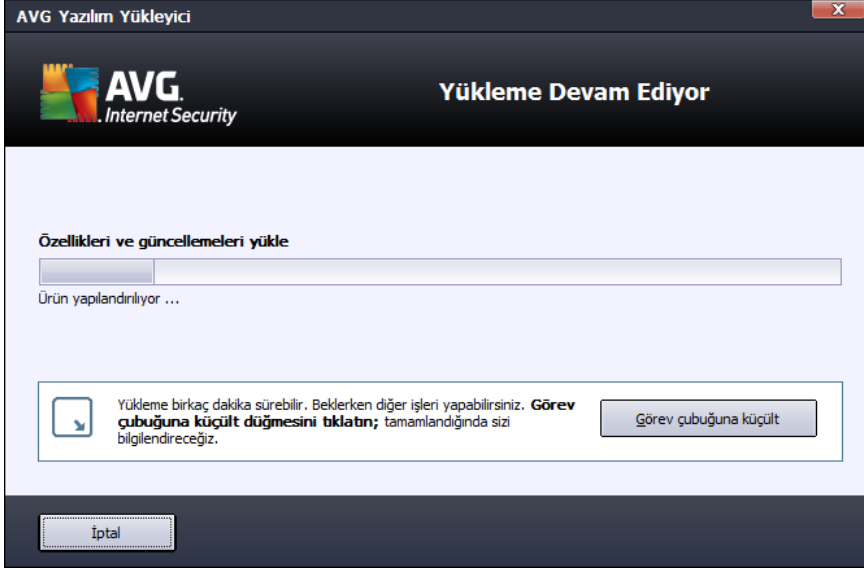 AVG Yazılım Yükleyici
AVG.
Internet Security
Yükleme Devam Ediyor
Özellikleri ve güncellemeleri yükle
Ürün yapılandırılıyor ...
Yükleme birkaç dakika sürebilir. Beklerken diğer işleri yapabilirsiniz. Görev
çubuğuna küçült düğmesini tıklatın; tamamlandığında sizi
bilgilendireceğiz.
Görev çubuğuna küçült
İptal